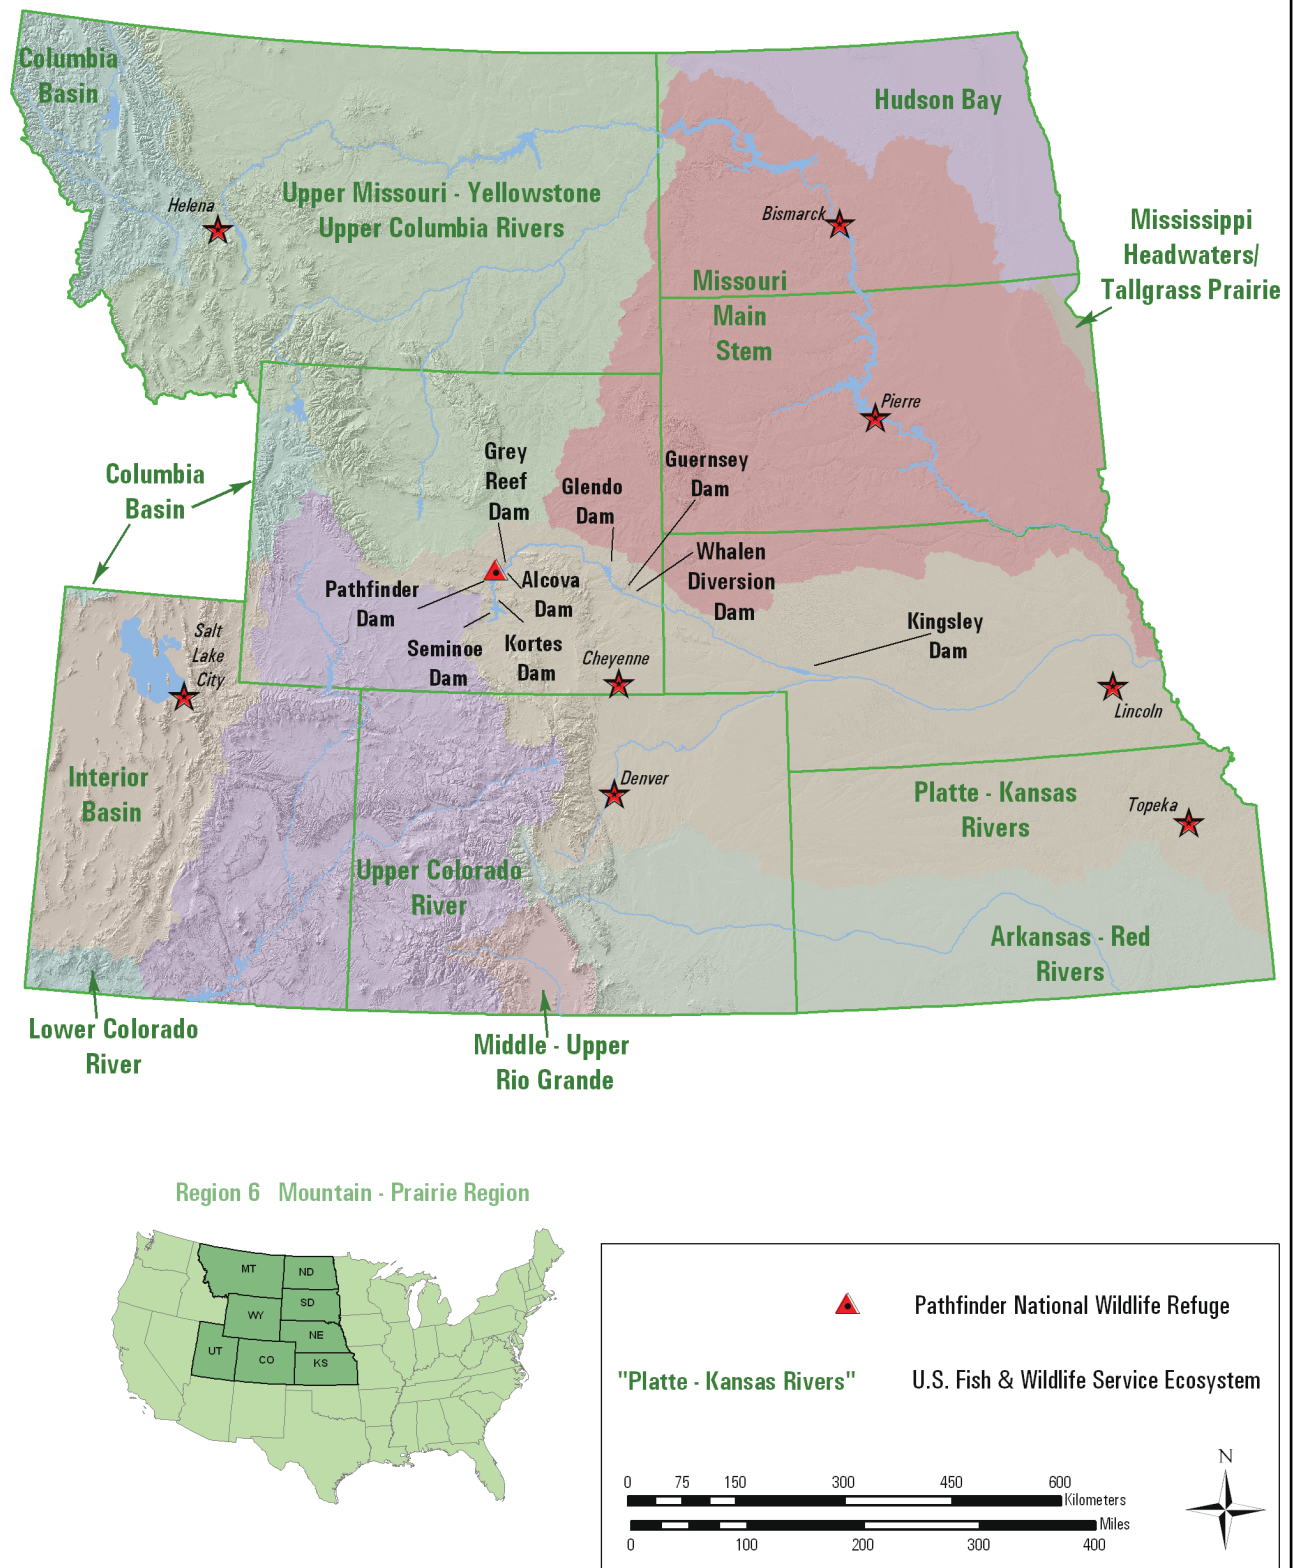 Columbia
Basin
Hudson Bay
Upper Missouri - Yellowstone
Upper Columbia Rivers
Helena
Bismarck
Mississippi
Headwaters/
Tallgrass Prairie
Missouri
Main
Stem
Pierre
Columbia
Basin
Grey
Reef
Dam
Glendo
Dam
Guernsey
Dam
Whalen
Diversion
Dam
Pathfinder
Dam
Alcova
Dam
Seminoe
Dam
Kortes
Dam
Kingsley
Dam
Salt
Lake
City
Cheyenne
Lincoln
Interior
Basin
Denver
Platte - Kansas
Rivers
Topeka
Upper Colorado
River
Arkansas - Red
Rivers
Lower Colorado
River
Middle - Upper
Rio Grande
Region 6 Mountain - Prairie Region
MT
ND
SD
WY
NE
UT
CO
KS
Pathfinder National Wildlife Refuge
"Platte - Kansas Rivers" U.S. Fish & Wildlife Service Ecosystem
N
0 75 150 300 450 600
Kilometers
Miles
0 100 200 300 400